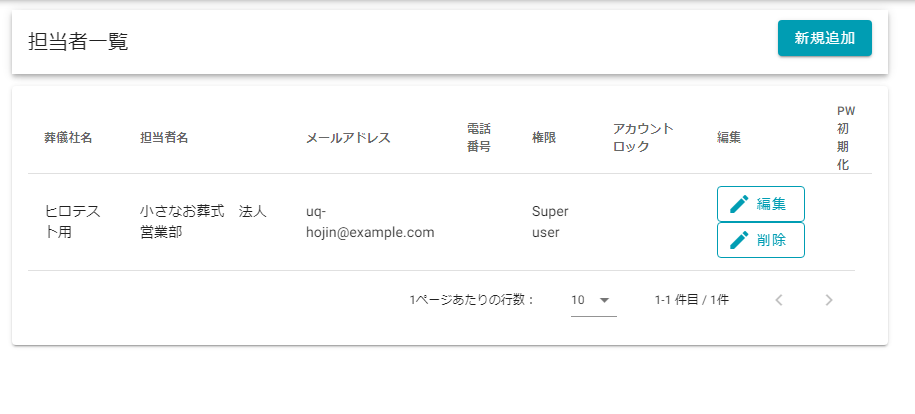 担当者一覧
新規追加
葬儀社名 担当者名 メールアドレス 電話番号 権限 アカウントロック 編集 PW初期化
ヒロテスト用 小さなお葬式　法人営業部 uq-hojin@example.com Super user 編集
削除
1ページあたりの行数： 10 1-1 件目 / 1件